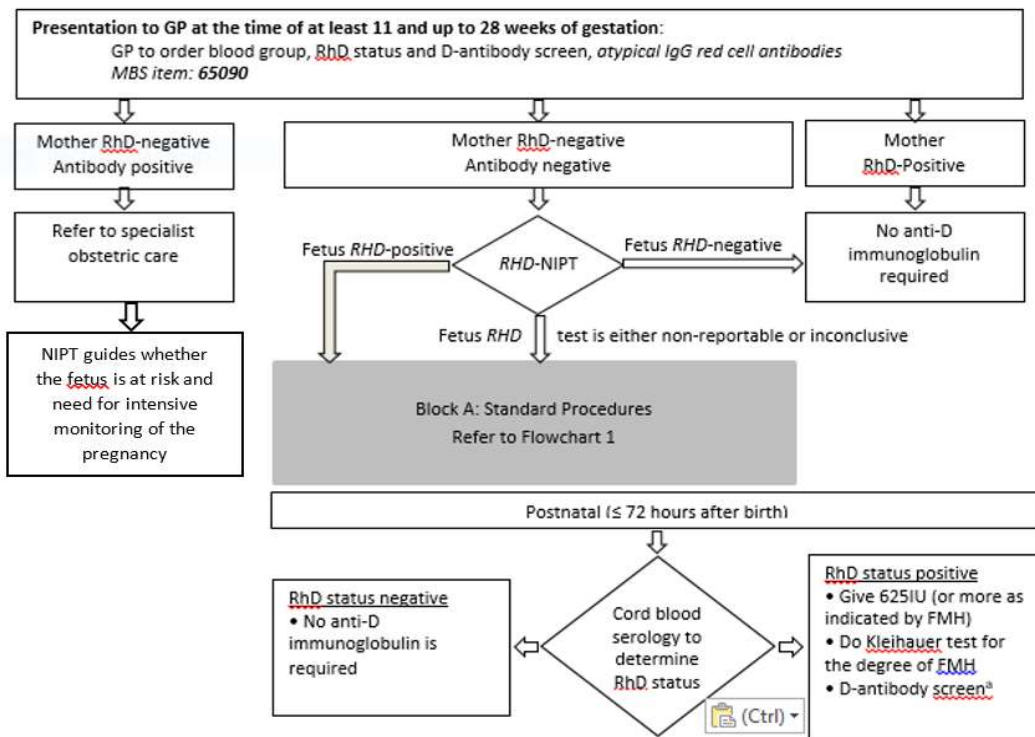 Presentation to GP at the time of at least 11 and up to 28 weeks of gestation:
GP to order blood group, RhD status and D-antibody screen, atypical IgG red cell antibodies
MBS item: 65090
Mother RhD-negative
Antibody positive
Mother RhD-negative
Antibody negative
Mother
RhD-Positive
Refer to specialist
obstetric care
Fetus RHD-positive
RHD-NIPT
Fetus RHD-negative
No anti-D
immunoglobulin
required
Fetus RHD test is either non-reportable or inconclusive
NIPT guides whether
the fetus is at risk and
need for intensive
monitoring of the
pregnancy
Block A: Standard Procedures
Refer to Flowchart 1
Postnatal (≤ 72 hours after birth)
RhD status negative
• No anti-D
immunoglobulin is
required
Cord blood
serology to
determine
RhD status
RhD status positive
• Give 625IU (or more as
indicated by FMH)
• Do Kleihauer test for
the degree of FMH
• D-antibody screenª
(Ctrl)